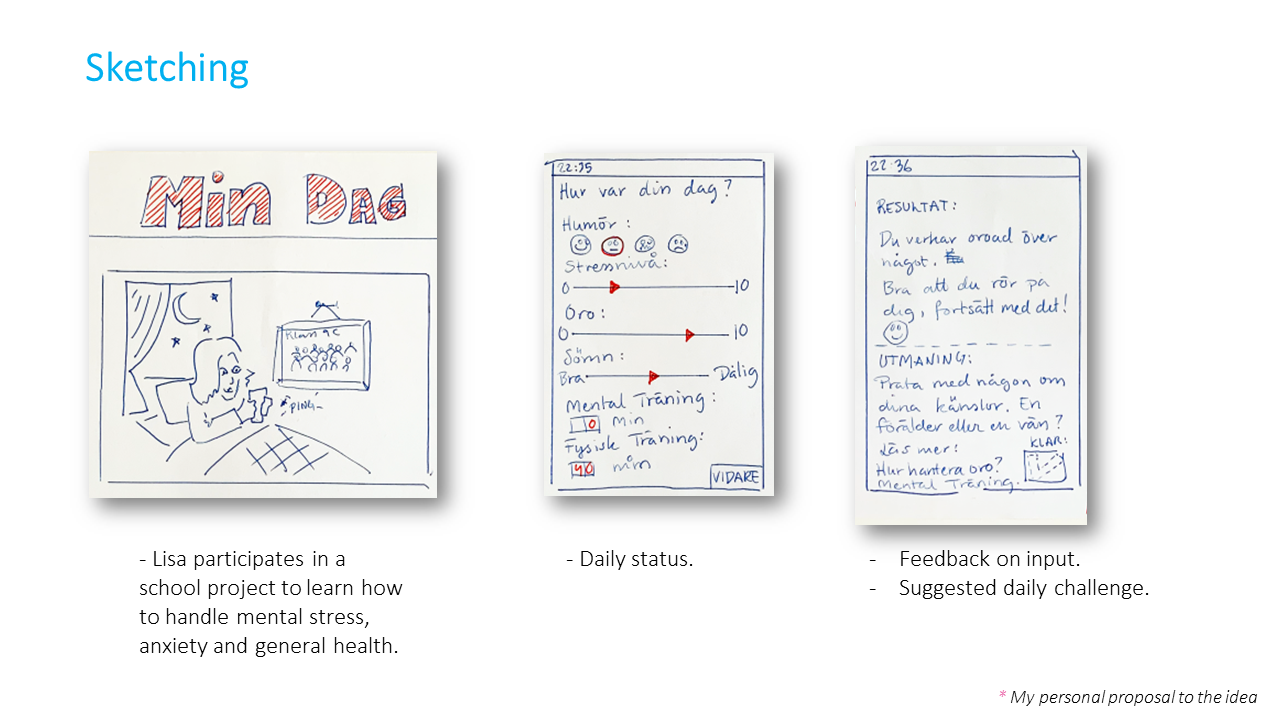 Sketching
Min DAG
Klass 9c
"PING"
22:35
Hur var din dag?
Humör:
Stressnivå:
0 10
Oro:
0 10
Sömn:
Bra Dålig
Mental Träning:
10 min
Fysisk Träning:
40 min
VIDARE
22:36
RESULTAT:
Du verkar oroad över
något.
Bra att du rör på
dig, fortsätt med det!
UTMANING:
Prata med någon om
dina känslor. En
förälder eller en vän?
Läs mer:
KLAR:
Hur hantera oro?
Mental Träning.
- Lisa participates in a
school project to learn how
to handle mental stress,
anxiety and general health.
- Daily status.
- Feedback on input.
- Suggested daily challenge.
* My personal proposal to the idea